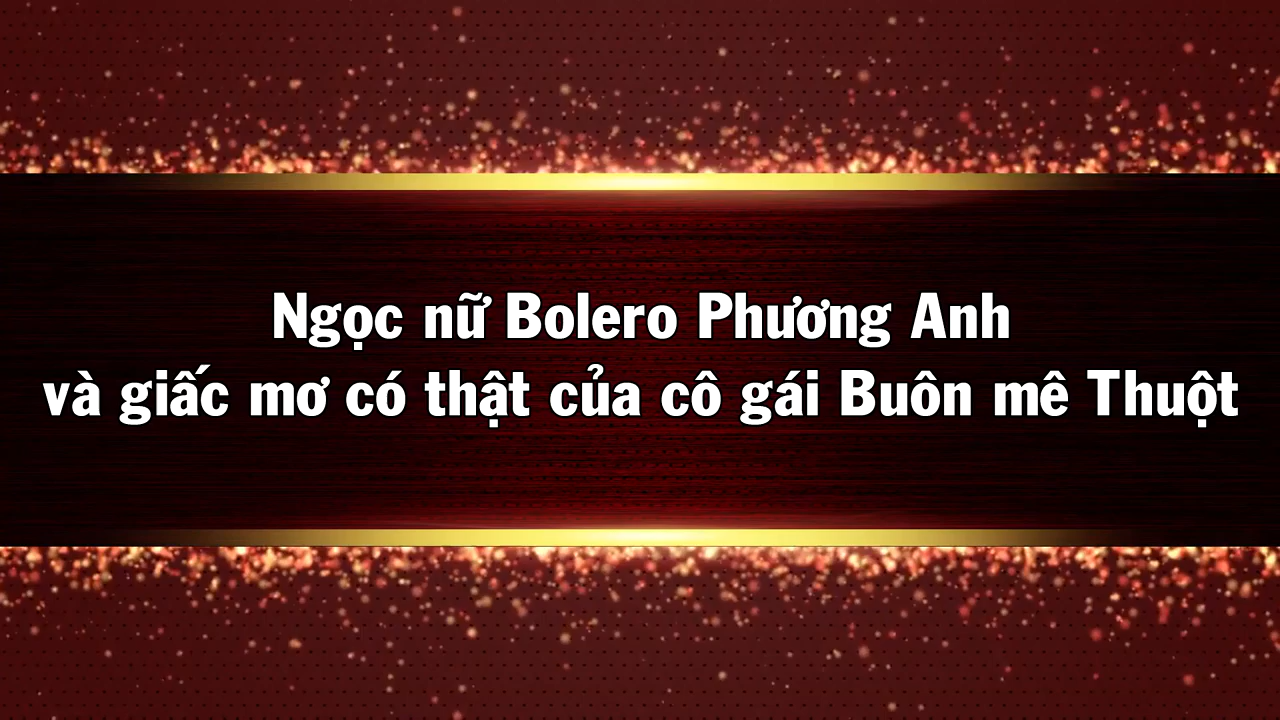 Ngọc nữ Bolero Phương Anh
và giấc mơ có thật của cô gái Buôn mê Thuột